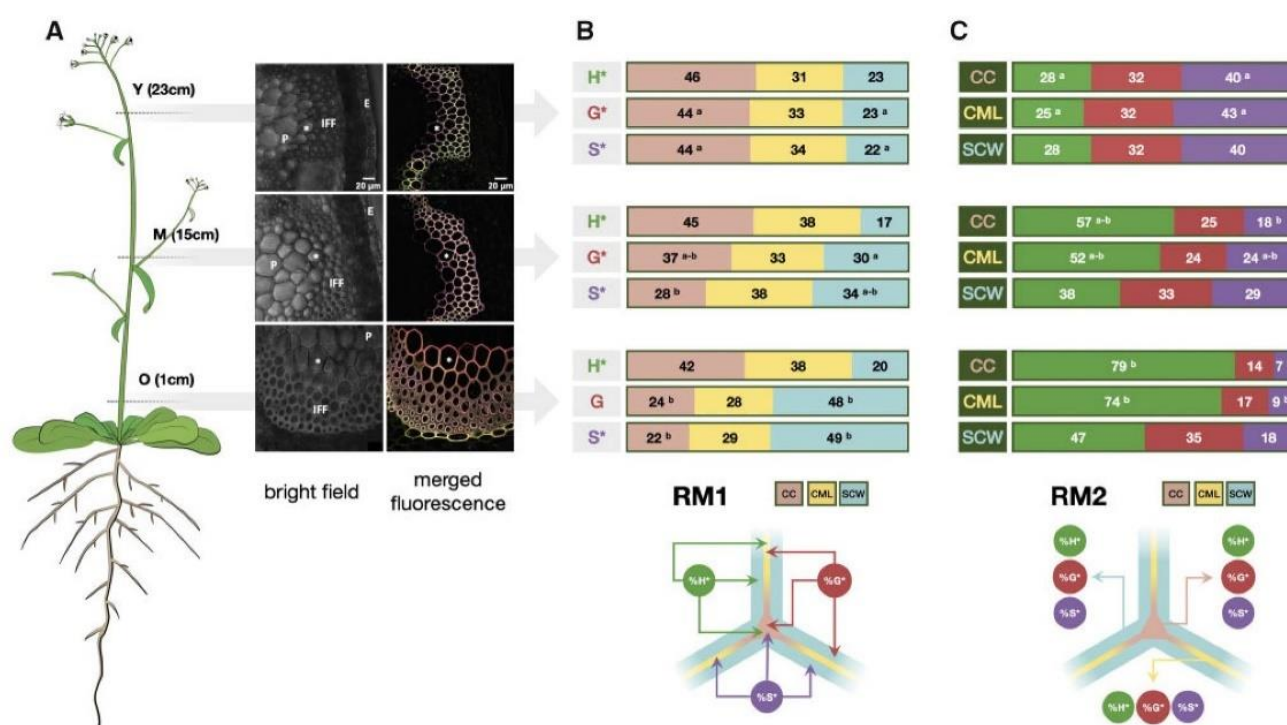 A
Y (23cm)
M (15cm)
O (1cm)
E
IFF
P
*
20 μm
*
20 μm
E
P
*
IFF
*
P
*
IFF
*
bright field
merged
fluorescence
B
H* 46 31 23
G* 44 a 33 23 a
S* 44 a 34 22 a
H* 45 38 17
G* 37 a-b 33 30 a
S* 28 b 38 34 a-b
H* 42 38 20
G 24 b 28 48 b
S* 22 b 29 49 b
RM1 CC CML SCW
%H* %G*
%S*
C
CC 28 a 32 40 a
CML 25 a 32 43 a
SCW 28 32 40
CC 57 a-b 25 18 b
CML 52 a-b 24 24 a-b
SCW 38 33 29
CC 79 b 14 7
CML 74 b 17 9
SCW 47 35 18
RM2 CC CML SCW
%H* %H*
%G* %G*
%S* %S*
%H* %G* %S*